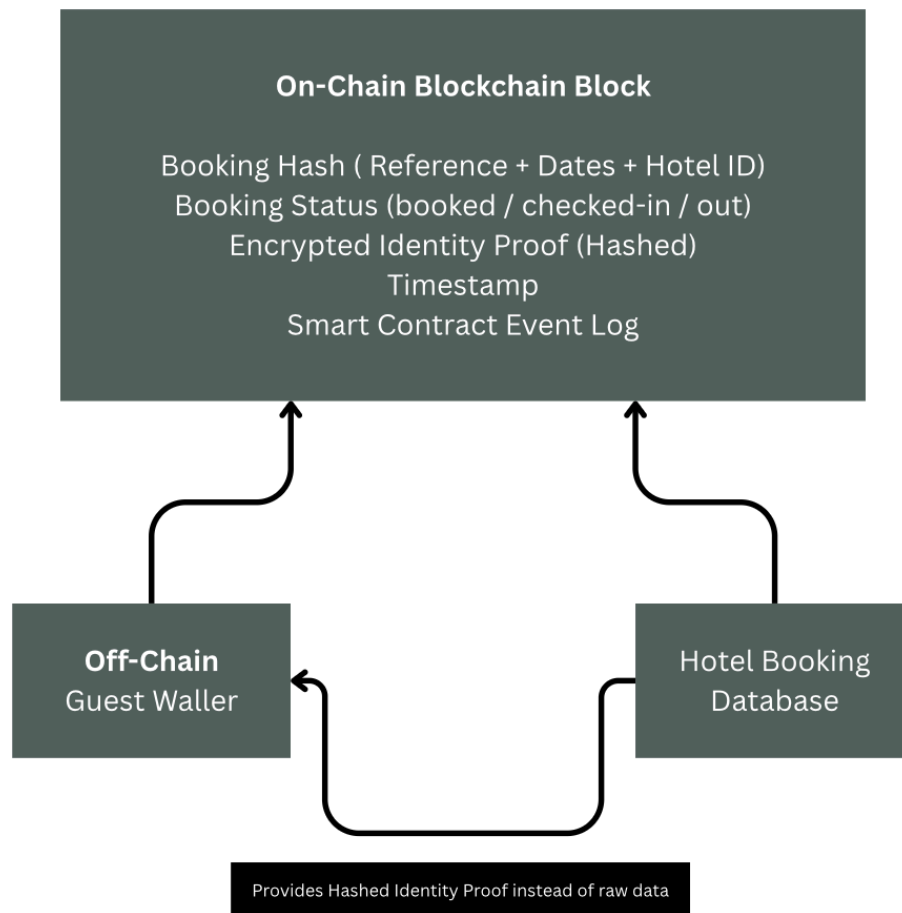 On-Chain Blockchain Block
Booking Hash ( Reference + Dates + Hotel ID)
Booking Status (booked / checked-in / out)
Encrypted Identity Proof (Hashed)
Timestamp
Smart Contract Event Log
Off-Chain
Guest Waller
Hotel Booking
Database
Provides Hashed Identity Proof instead of raw data